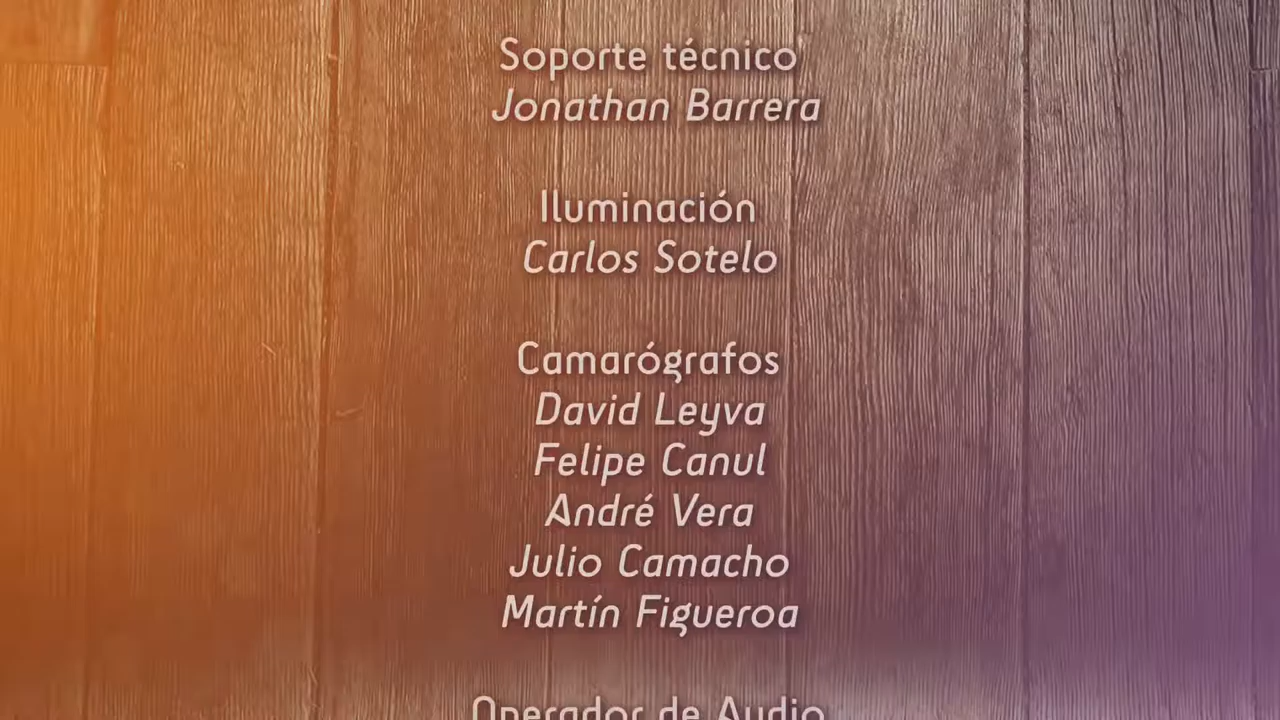 Soporte técnico
Jonathan Barrera
Iluminación
Carlos Sotelo
Camarógrafos
David Leyva
Felipe Canul
André Vera
Julio Camacho
Martín Figueroa
Operador de Audio